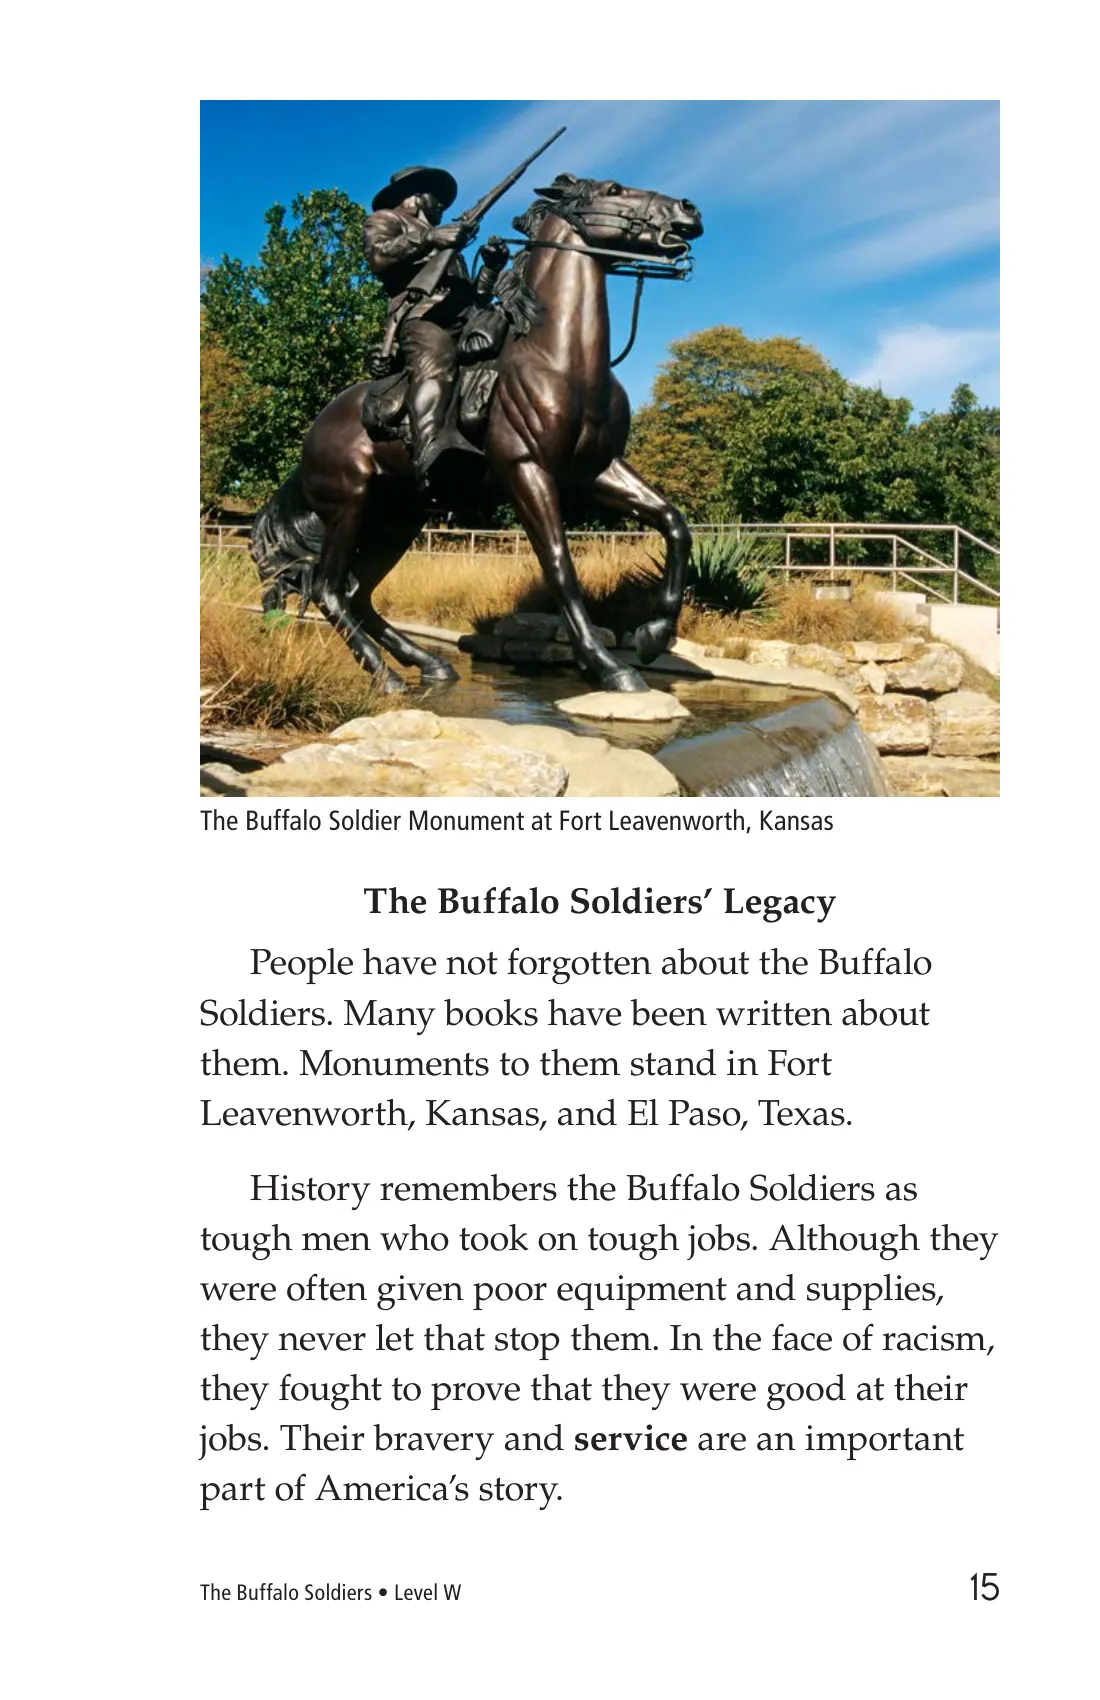 The Buffalo Soldier Monument at Fort Leavenworth, Kansas
The Buffalo Soldiers’ Legacy
People have not forgotten about the Buffalo
Soldiers. Many books have been written about
them. Monuments to them stand in Fort
Leavenworth, Kansas, and El Paso, Texas.
History remembers the Buffalo Soldiers as
tough men who took on tough jobs. Although they
were often given poor equipment and supplies,
they never let that stop them. In the face of racism,
they fought to prove that they were good at their
jobs. Their bravery and service are an important
part of America’s story.
The Buffalo Soldiers • Level W
15